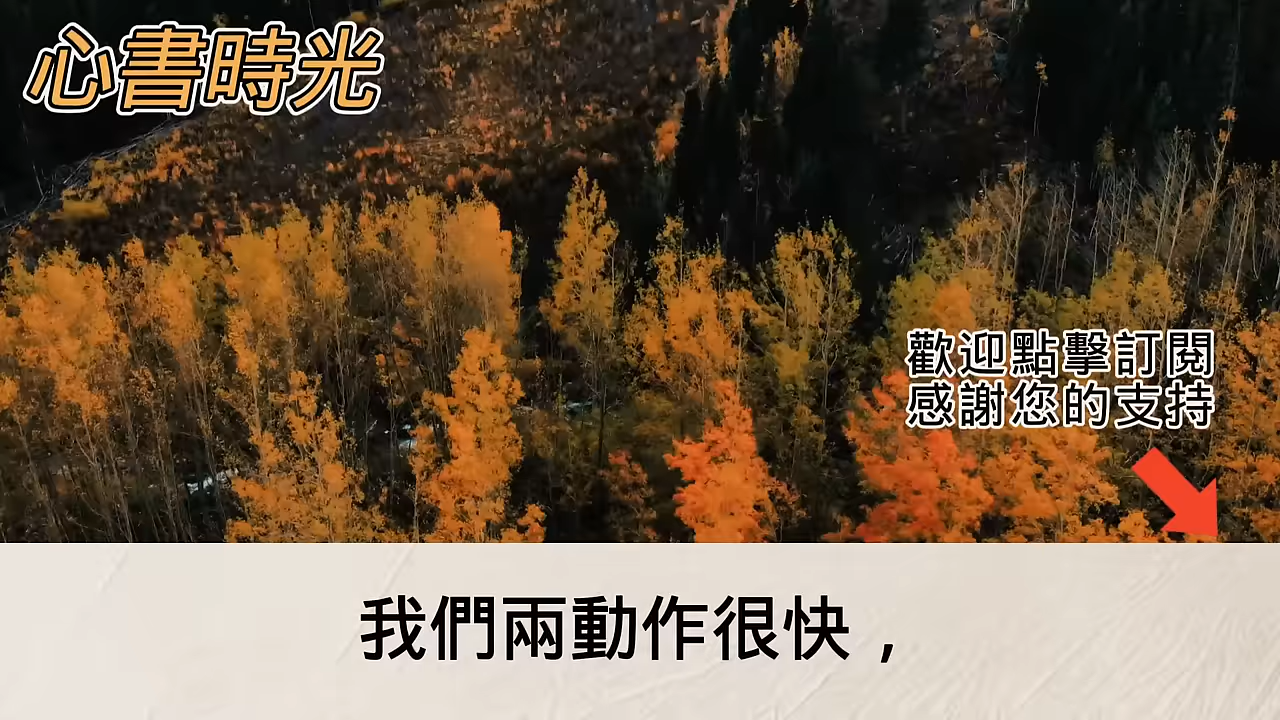 心書時光
歡迎點擊訂閱
感謝您的支持
我們兩動作很快，